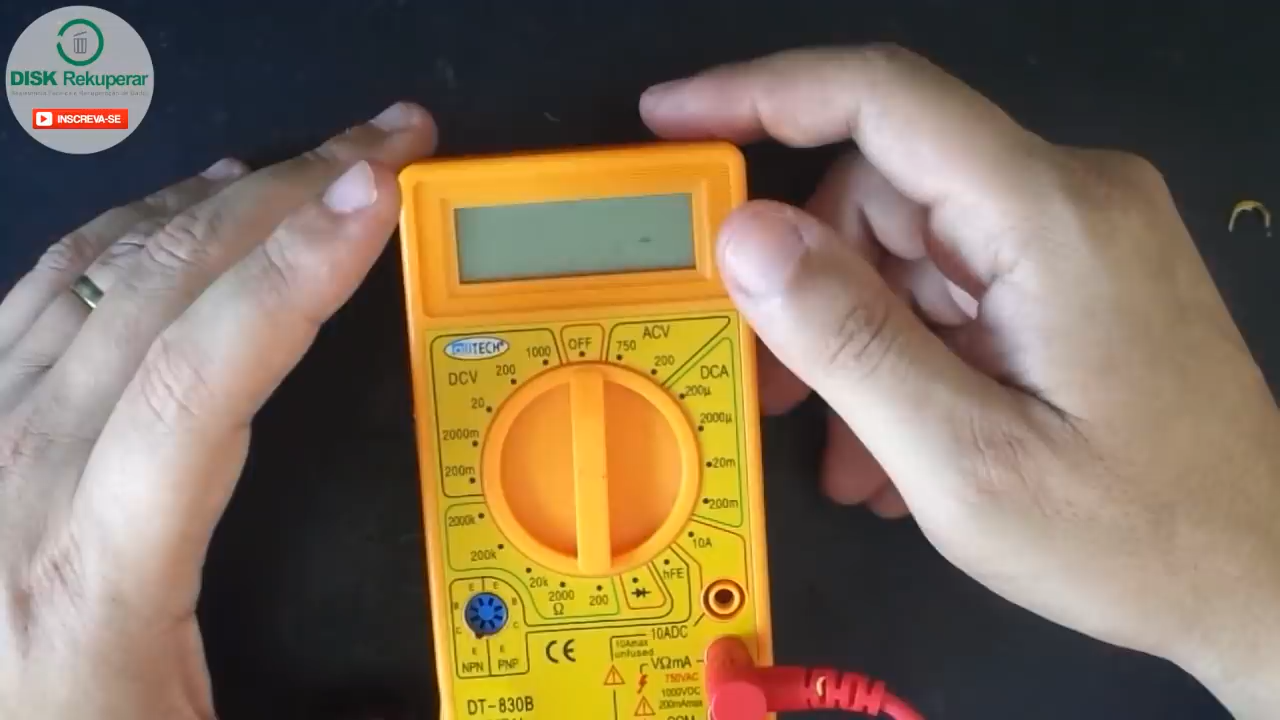 DISK Rekuperar
INSCREVA-SE
TECH
OFF
ACV
750
200
DCV
1000
200
20
2000m
200m
DCA
200µ
2000µ
20m
200m
10A
hFE
2000k
200k
20k
2000
Ω
200
E E
B B
C C
E E
NPN PNP
CE
10Amax
unfused
10ADC
VΩmA
750VAC
1000VDC
200mAmax
DT-830B